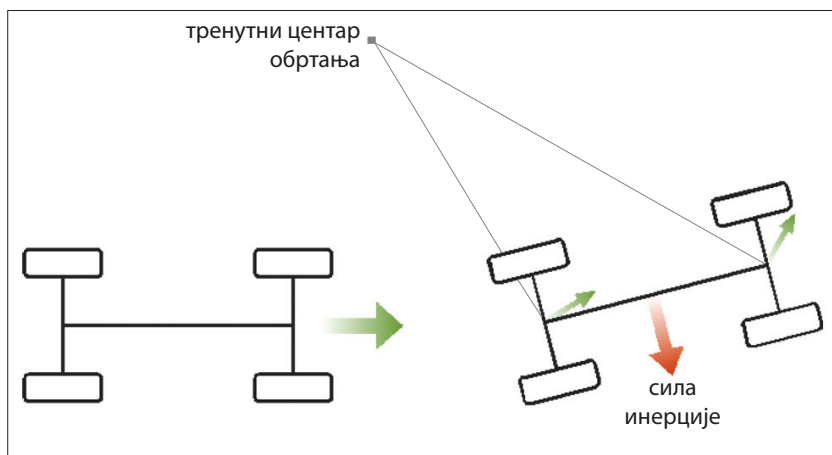 тренутни центар
обртања
сила
инерције